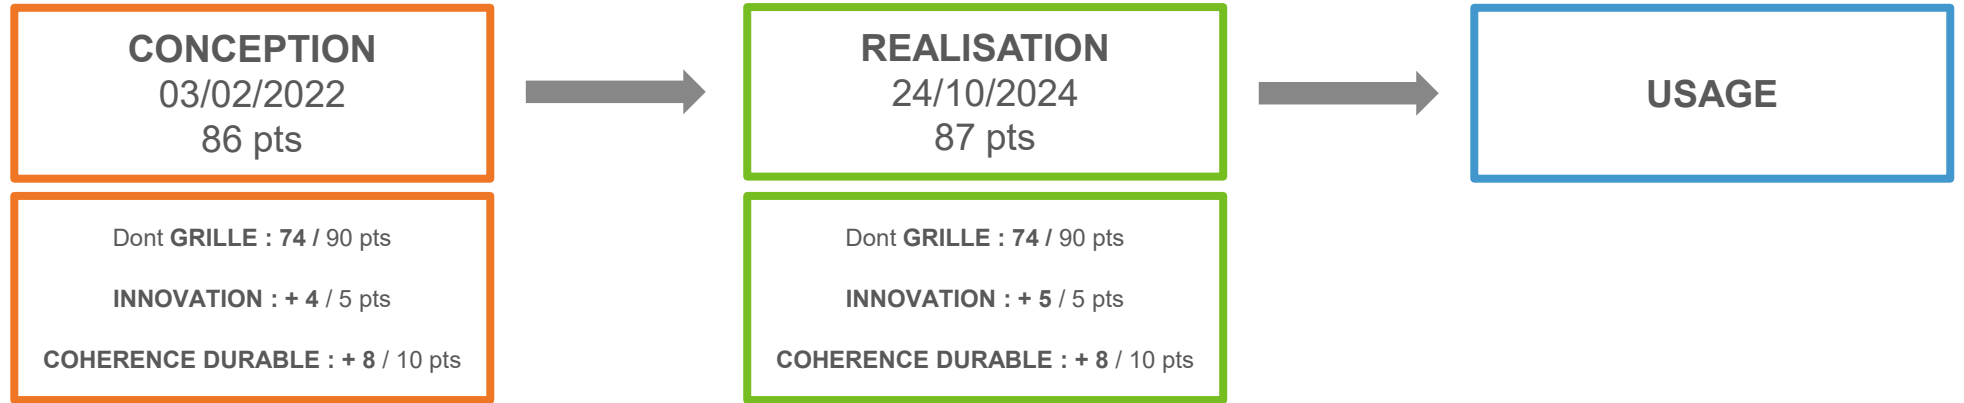 CONCEPTION
03/02/2022
86 pts
Dont GRILLE : 74 / 90 pts
INNOVATION : + 4 / 5 pts
COHERENCE DURABLE : + 8 / 10 pts
REALISATION
24/10/2024
87 pts
Dont GRILLE : 74 / 90 pts
INNOVATION : + 5 / 5 pts
COHERENCE DURABLE : + 8 / 10 pts
USAGE